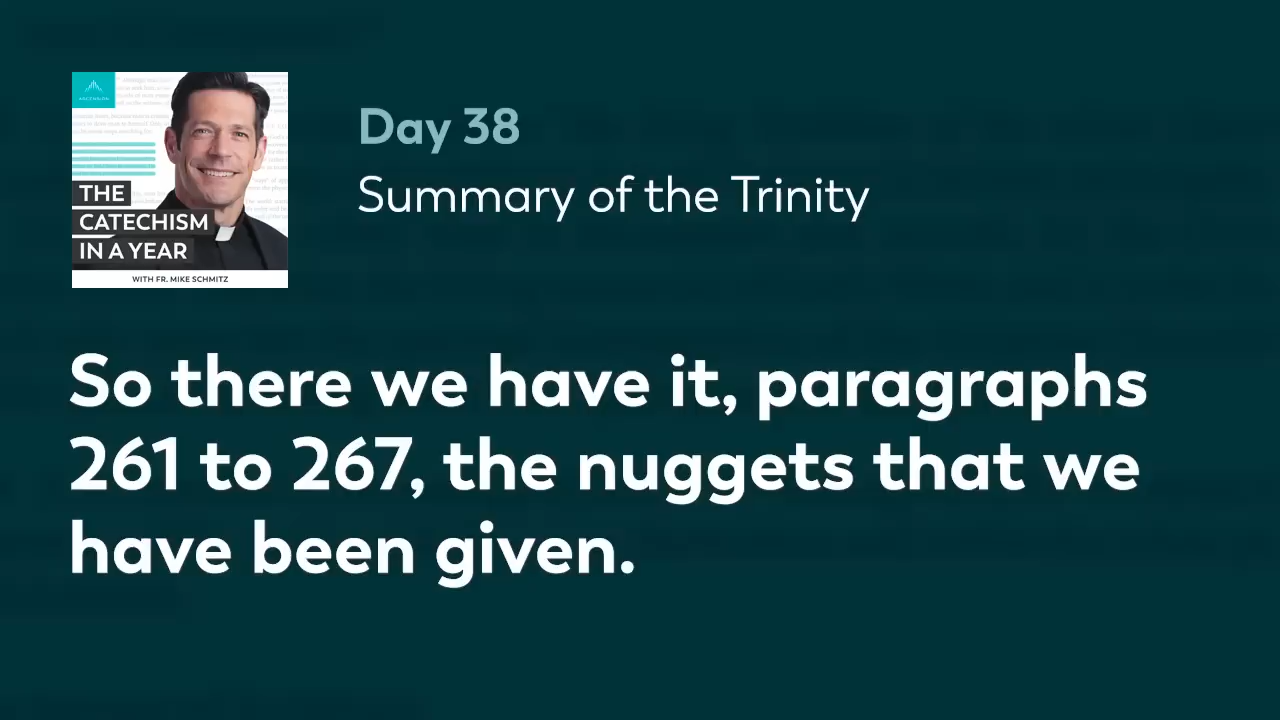 ASCENSION
THE
CATECHISM
IN A YEAR
WITH FR. MIKE SCHMITZ
Day 38
Summary of the Trinity
So there we have it, paragraphs
261 to 267, the nuggets that we
have been given.